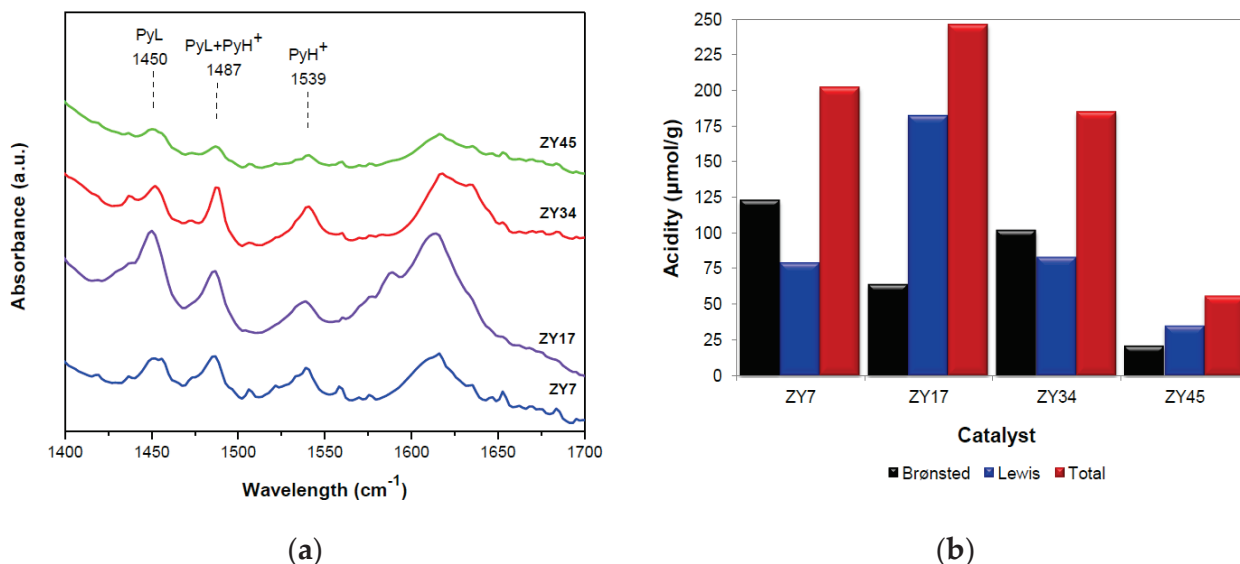 PyL
1450
PyL+PyH+
1487
PyH+
1539
ZY45
ZY34
ZY17
ZY7
Absorbance (a.u.)
1400 1450 1500 1550 1600 1650 1700
Wavelength (cm-1)
(a)
250
225
200
175
150
125
100
75
50
25
0
Acidity (µmol/g)
ZY7 ZY17 ZY34 ZY45
Catalyst
Brønsted Lewis Total
(b)